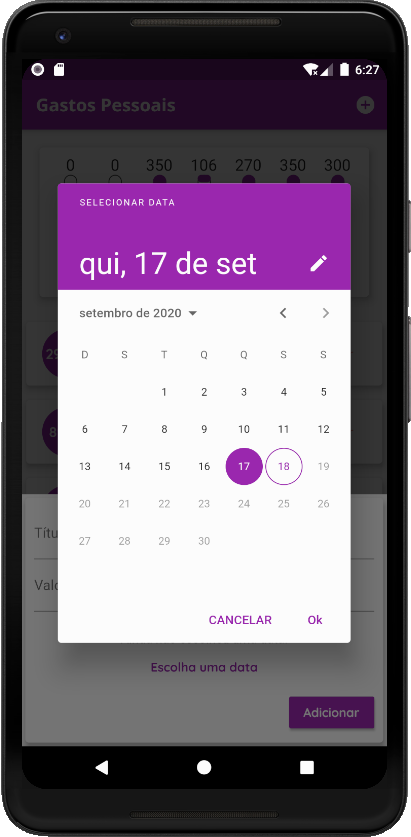 6:27
Gastos Pessoais
0 0 350 106 270 350 300
SELECIONAR DATA
qui, 17 de set
setembro de 2020
D S T Q Q S S
1 2 3 4 5
6 7 8 9 10 11 12
13 14 15 16 17 18 19
20 21 22 23 24 25 26
27 28 29 30
CANCELAR Ok
Escolha uma data
Adicionar